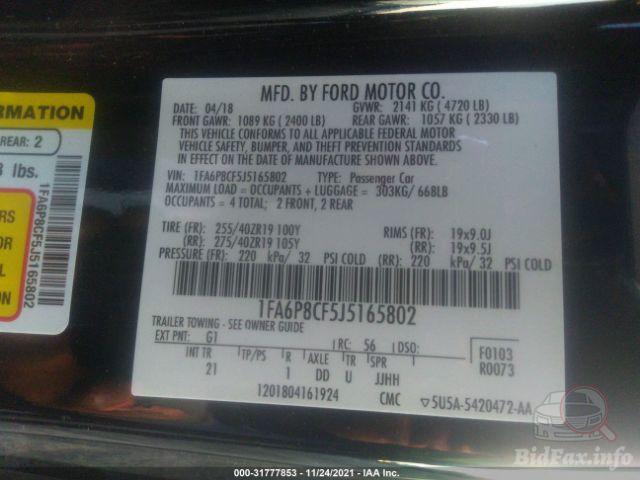 ORMATION
REAR: 2
lbs.
1FA6P8CF5J5165802
RS
OR
L
ON
MFD. BY FORD MOTOR CO.
DATE: 04/18 GVWR: 2141 KG ( 4720 LB)
FRONT GAWR: 1089 KG ( 2400 LB) REAR GAWR: 1057 KG ( 2330 LB)
THIS VEHICLE CONFORMS TO ALL APPLICABLE FEDERAL MOTOR
VEHICLE SAFETY, BUMPER, AND THEFT PREVENTION STANDARDS
IN EFFECT ON THE DATE OF MANUFACTURE SHOWN ABOVE.
VIN: 1FA6P8CF5J5165802 TYPE: Passenger Car
MAXIMUM LOAD = OCCUPANTS + LUGGAGE = 303KG/ 668LB
OCCUPANTS = 4 TOTAL; 2 FRONT, 2 REAR
TIRE (FR): 255/40ZR19 100Y RIMS (FR): 19x9.0J
(RR): 275/40ZR19 105Y (RR): 19x9.5J
PRESSURE (FR): 220 kPa/ 32 PSI COLD (RR): 220 kPa/ 32 PSI COLD
1FA6P8CF5J5165802
TRAILER TOWING - SEE OWNER GUIDE
EXT PNT: G1 RC: 56 DSO: F0103
INT TR TP/PS R AXLE TR SPR R0073
21 1 DD U JJHH
1201804161924 CMC ▽5U5A-5420472-AA
000-31777853 - 11/24/2021 - IAA Inc.
BidFax.info